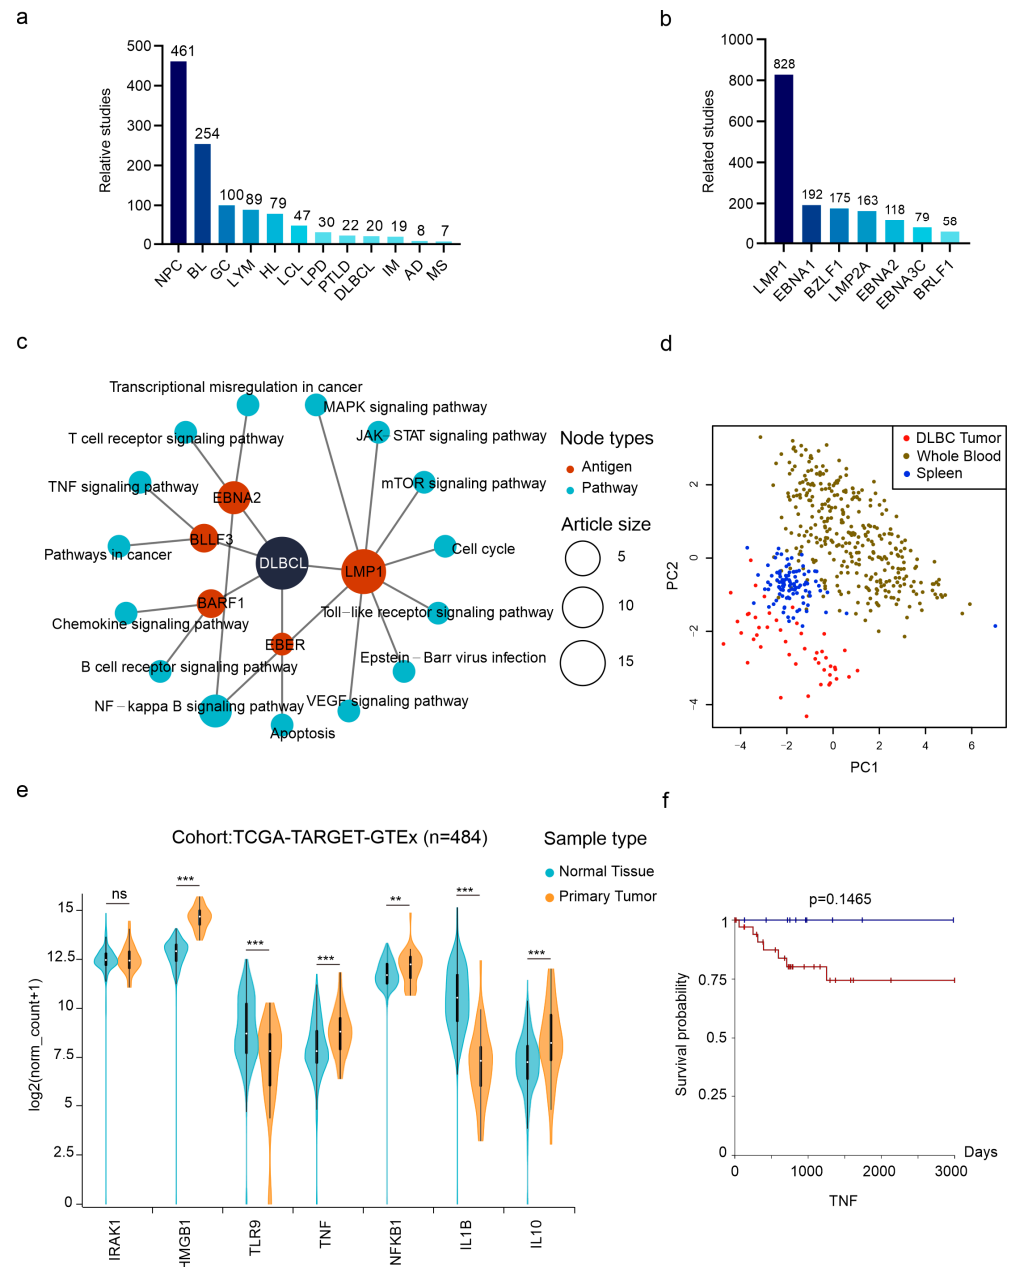 a
500
400
300
200
100
0
Relative studies
461
254
100
89
79
47
30
22
20
19
8
7
NPC
BL
GC
LYM
HL
LCL
LPD
PTLD
DLBCL
IM
AD
MS
b
1000
800
600
400
200
0
Related studies
828
192
175
163
118
79
58
LMP1
EBNA1
BZLF1
LMP2A
EBNA2
EBNA3C
BRLF1
c
Transcriptional misregulation in cancer
MAPK signaling pathway
T cell receptor signaling pathway
JAK−STAT signaling pathway
TNF signaling pathway
mTOR signaling pathway
EBNA2
BLLF3
Pathways in cancer
Cell cycle
DLBCL
LMP1
BARF1
Chemokine signaling pathway
Toll−like receptor signaling pathway
EBER
B cell receptor signaling pathway
Epstein−Barr virus infection
NF−kappa B signaling pathway
VEGF signaling pathway
Apoptosis
Node types
Antigen
Pathway
Article size
5
10
15
d
DLBC Tumor
Whole Blood
Spleen
2
0
−2
−4
PC2
−4
−2
0
2
4
6
PC1
e
Cohort:TCGA-TARGET-GTEx (n=484)
Sample type
Normal Tissue
Primary Tumor
15
12.5
10
7.5
5
2.5
0
log2(norm_count+1)
ns
***
***
***
**
***
***
IRAK1
HMGB1
TLR9
TNF
NFKB1
IL1B
IL10
f
p=0.1465
1
0.75
0.5
0.25
0
Survival probability
0
1000
2000
3000
Days
TNF